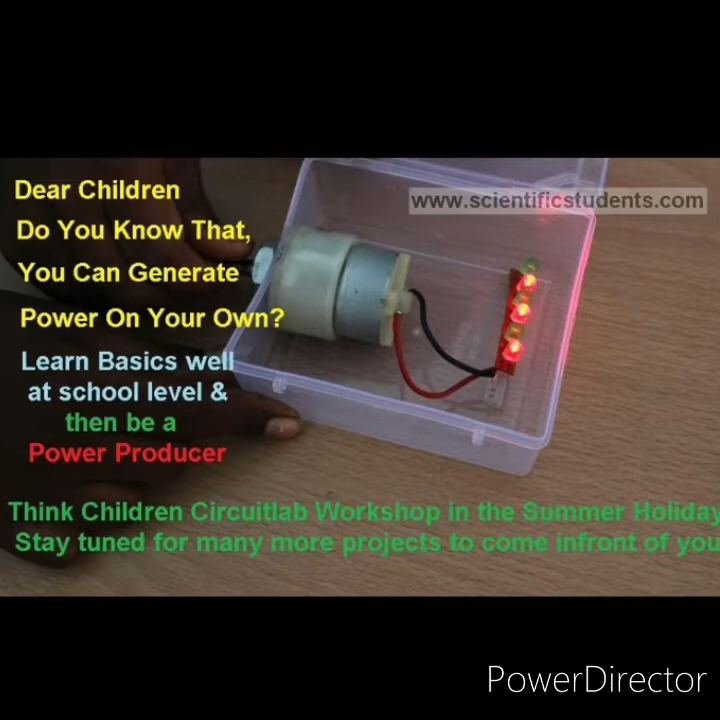 Dear Children
www.scientificstudents.com
Do You Know That,
You Can Generate
Power On Your Own?
Learn Basics well
at school level &
then be a
Power Producer
Think Children Circuitlab Workshop in the Summer Holiday
Stay tuned for many more projects to come infront of you
PowerDirector